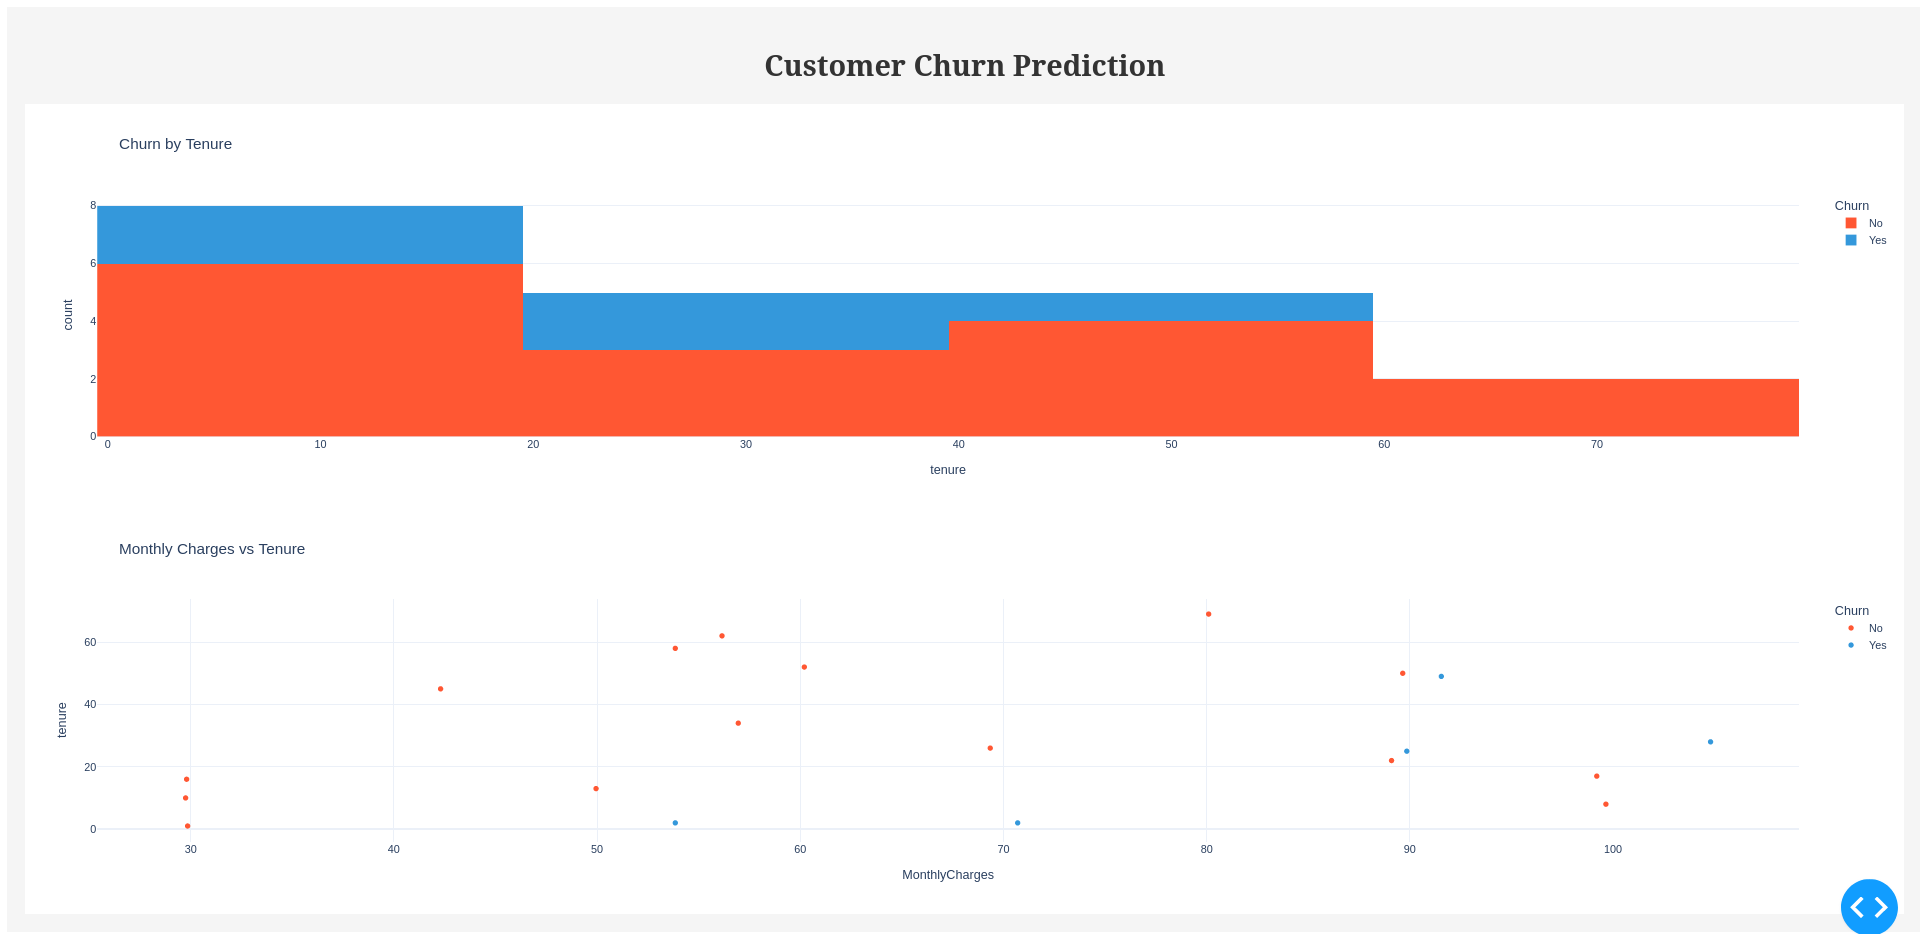 Customer Churn Prediction
Churn by Tenure
8
6
4
2
0
count
0 10 20 30 40 50 60 70
tenure
Churn
No
Yes
Monthly Charges vs Tenure
60
40
20
0
tenure
30 40 50 60 70 80 90 100
MonthlyCharges
Churn
No
Yes